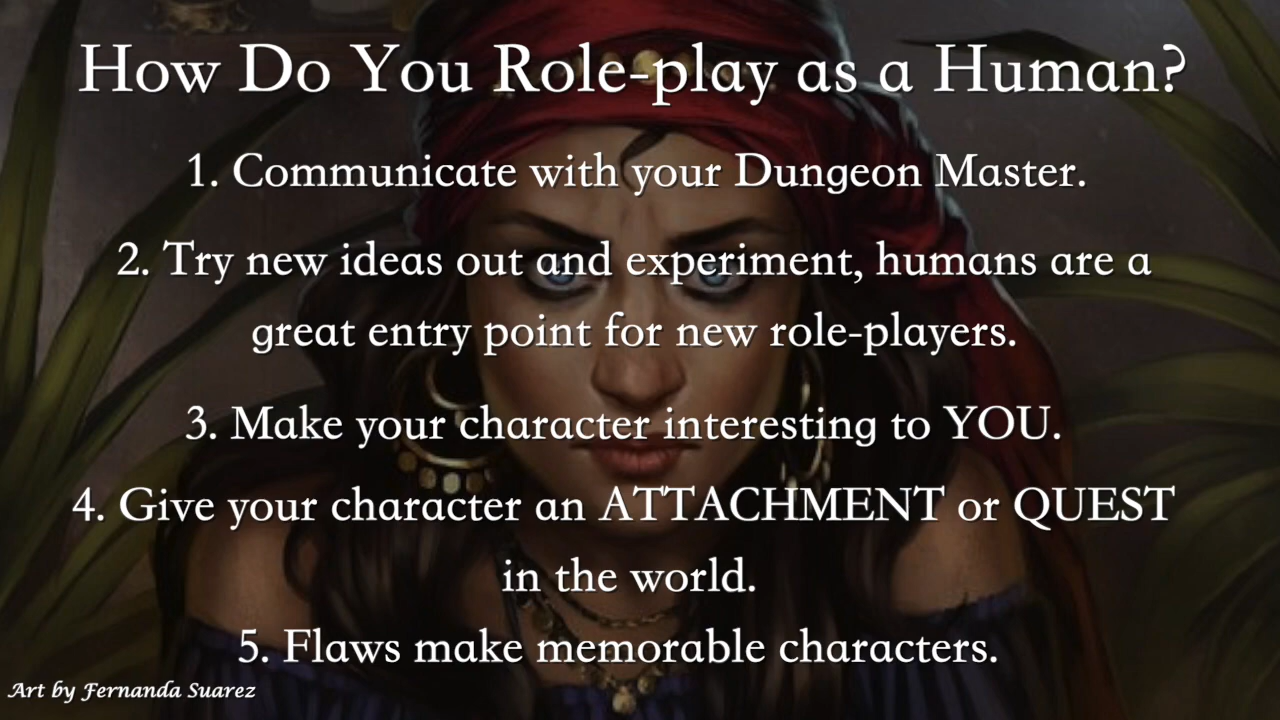 How Do You Role-play as a Human?
1. Communicate with your Dungeon Master.
2. Try new ideas out and experiment, humans are a
great entry point for new role-players.
3. Make your character interesting to YOU.
4. Give your character an ATTACHMENT or QUEST
in the world.
5. Flaws make memorable characters.
Art by Fernanda Suarez